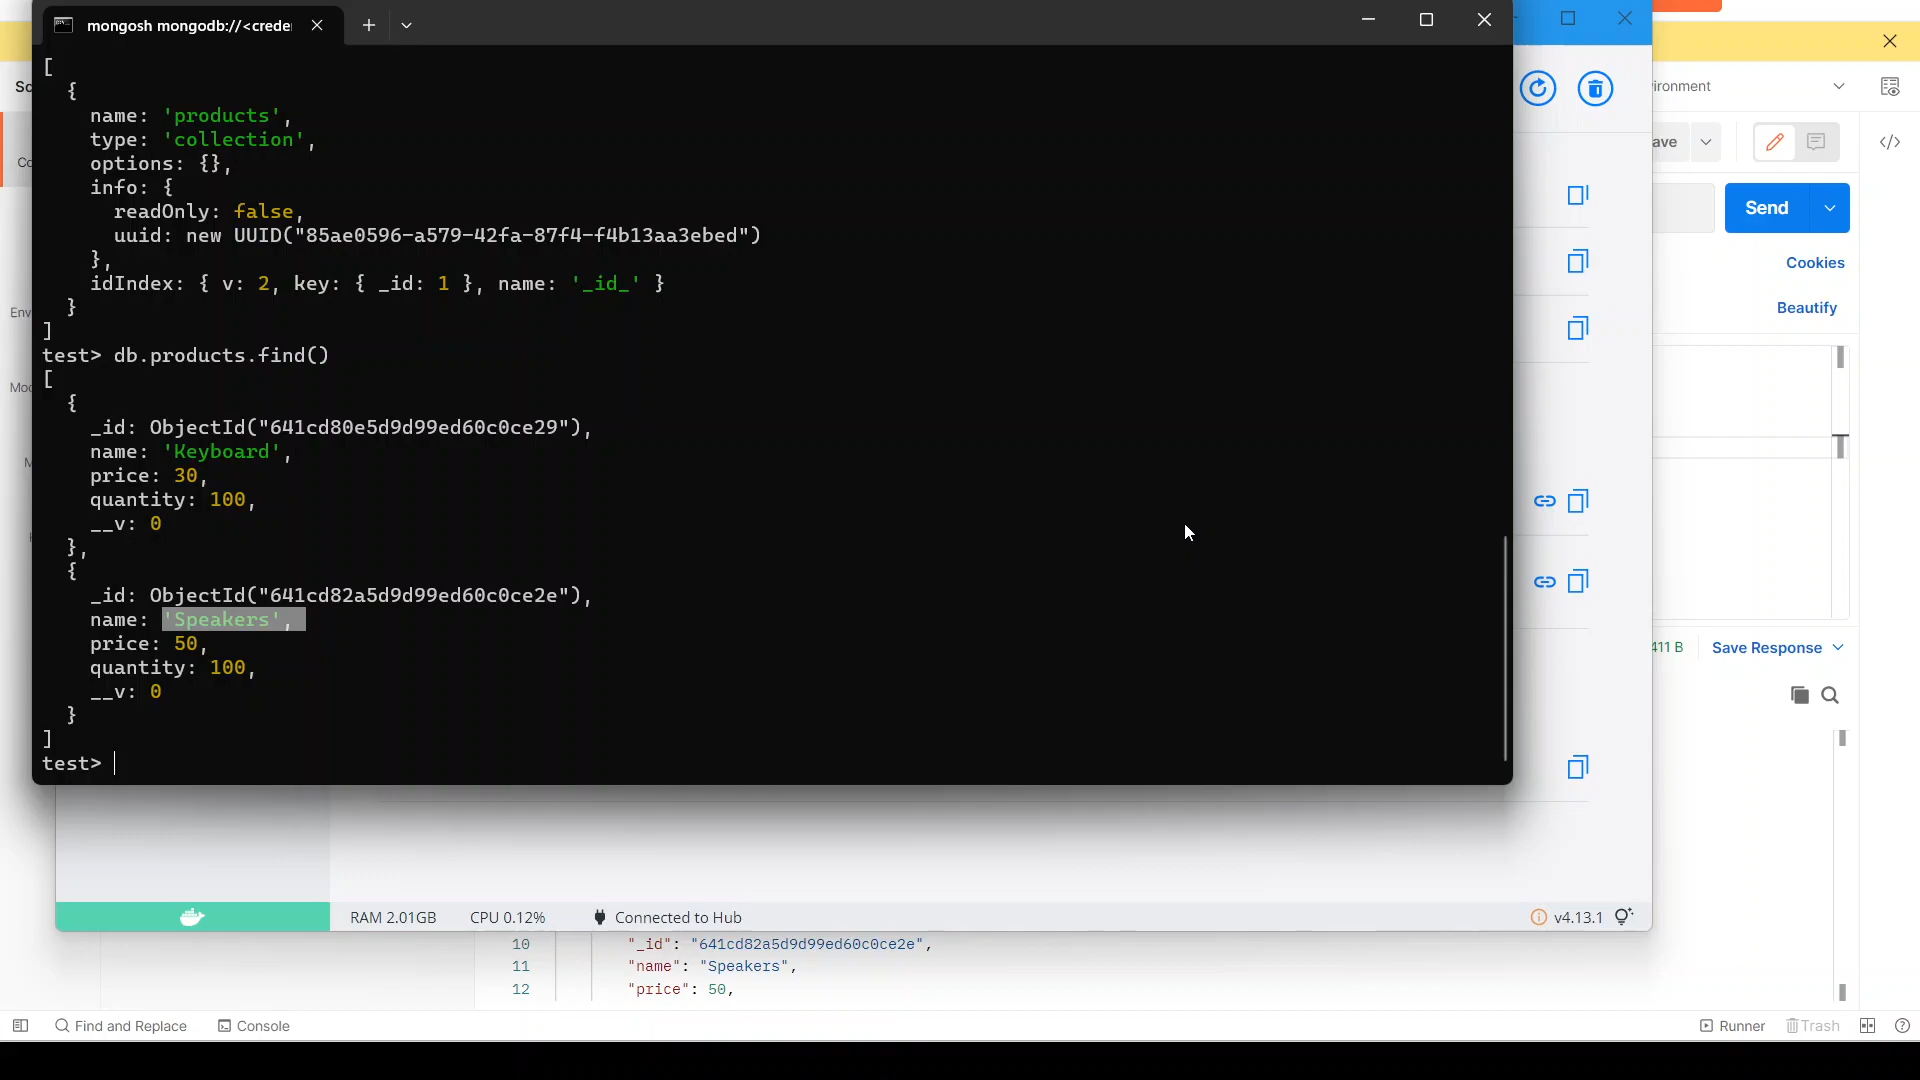 mongosh mongodb://<crede
[
{
name: 'products',
type: 'collection',
options: {},
info: {
readOnly: false,
uuid: new UUID("85ae0596-a579-42fa-87f4-f4b13aa3ebed")
},
idIndex: { v: 2, key: { _id: 1 }, name: '_id_' }
}
]
test> db.products.find()
[
{
_id: ObjectId("641cd80e5d9d99ed60c0ce29"),
name: 'Keyboard',
price: 30,
quantity: 100,
__v: 0
},
{
_id: ObjectId("641cd82a5d9d99ed60c0ce2e"),
name: 'Speakers',
price: 50,
quantity: 100,
__v: 0
}
]
test>
ironment
ave
</>
Send
Cookies
Beautify
411 B Save Response
Env
Moc
RAM 2.01GB CPU 0.12% Connected to Hub v4.13.1
10 "_id": "641cd82a5d9d99ed60c0ce2e",
11 "name": "Speakers",
12 "price": 50,
Find and Replace Console Runner Trash